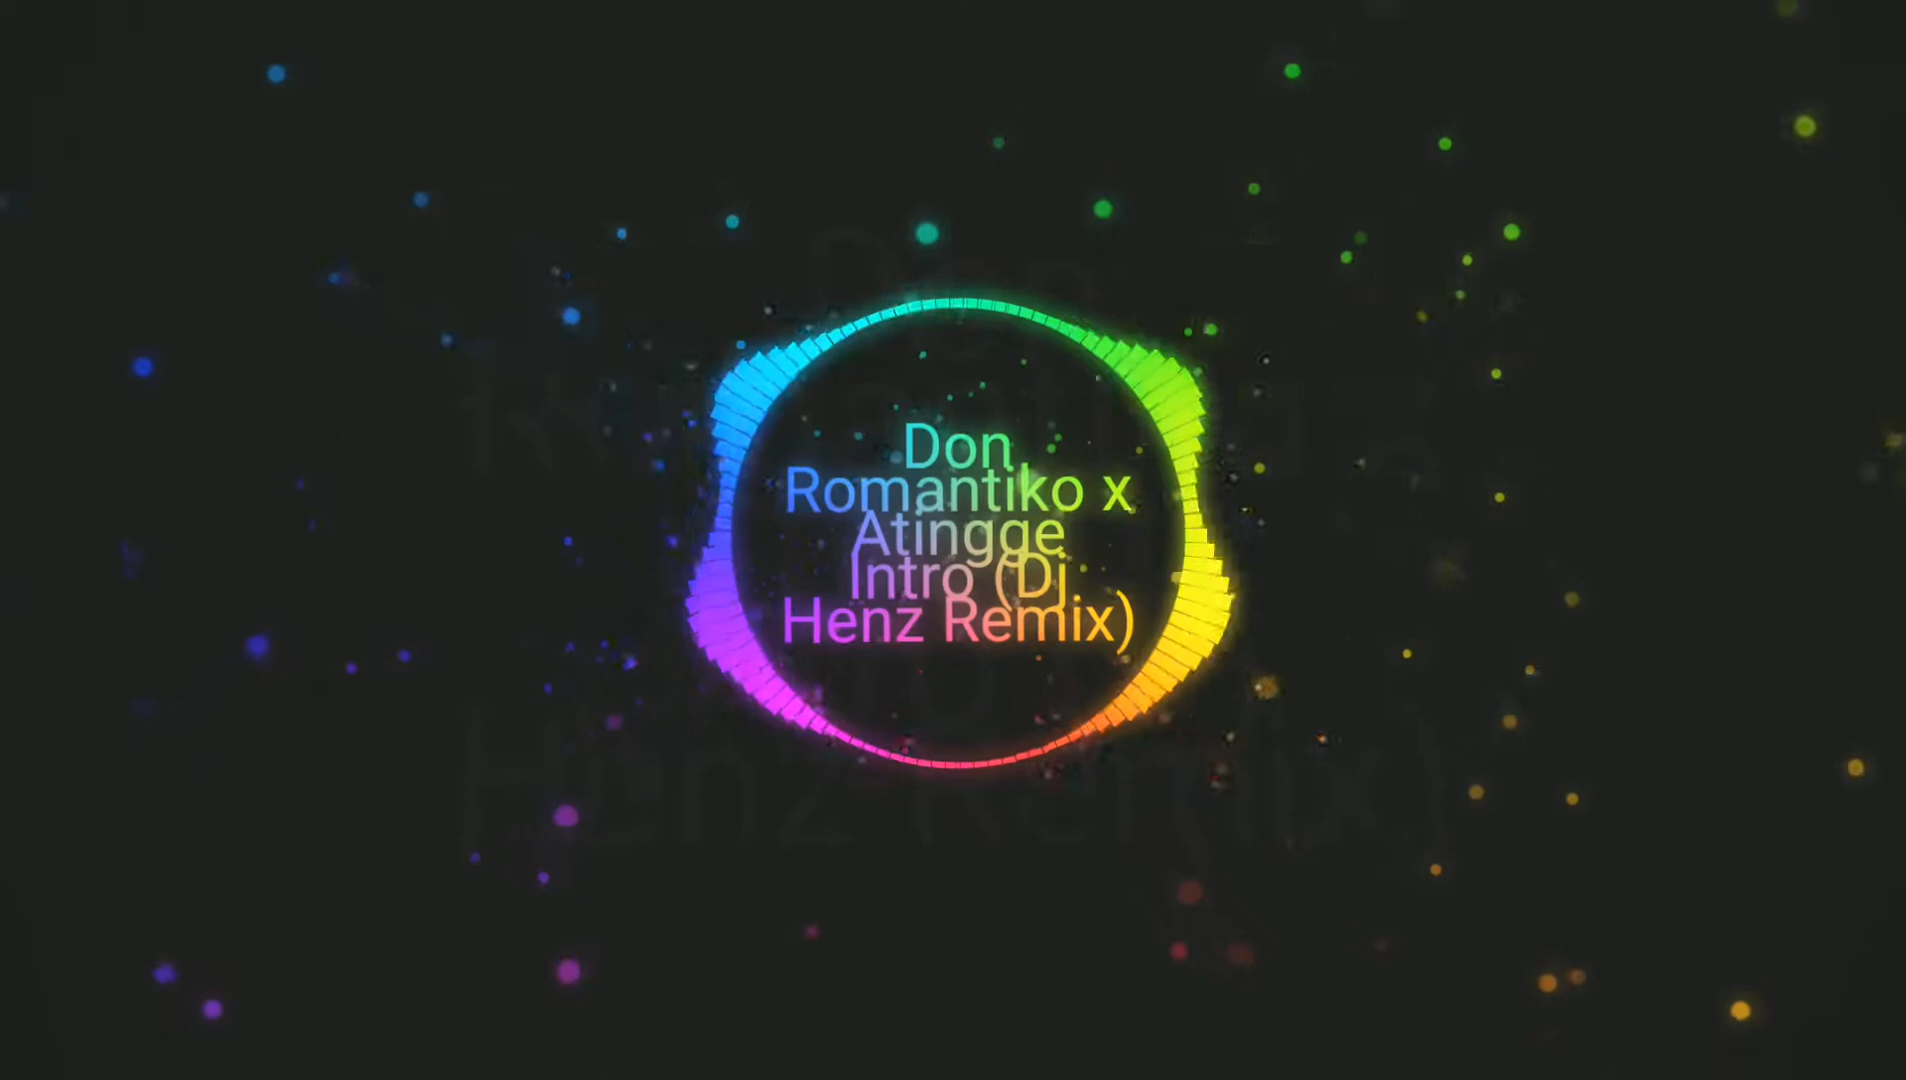 Don
Romantiko x
Atingge
Intro (Dj
Henz Remix)